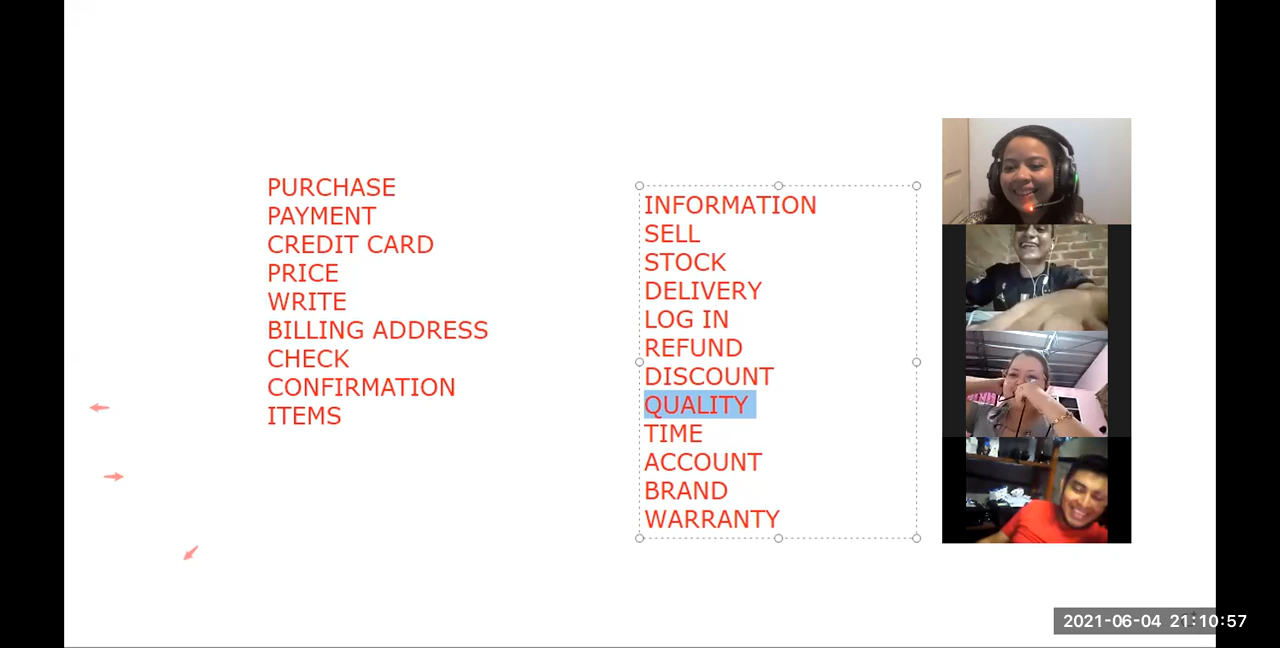 PURCHASE
PAYMENT
CREDIT CARD
PRICE
WRITE
BILLING ADDRESS
CHECK
CONFIRMATION
ITEMS
INFORMATION
SELL
STOCK
DELIVERY
LOG IN
REFUND
DISCOUNT
QUALITY
TIME
ACCOUNT
BRAND
WARRANTY
2021-06-04 21:10:57